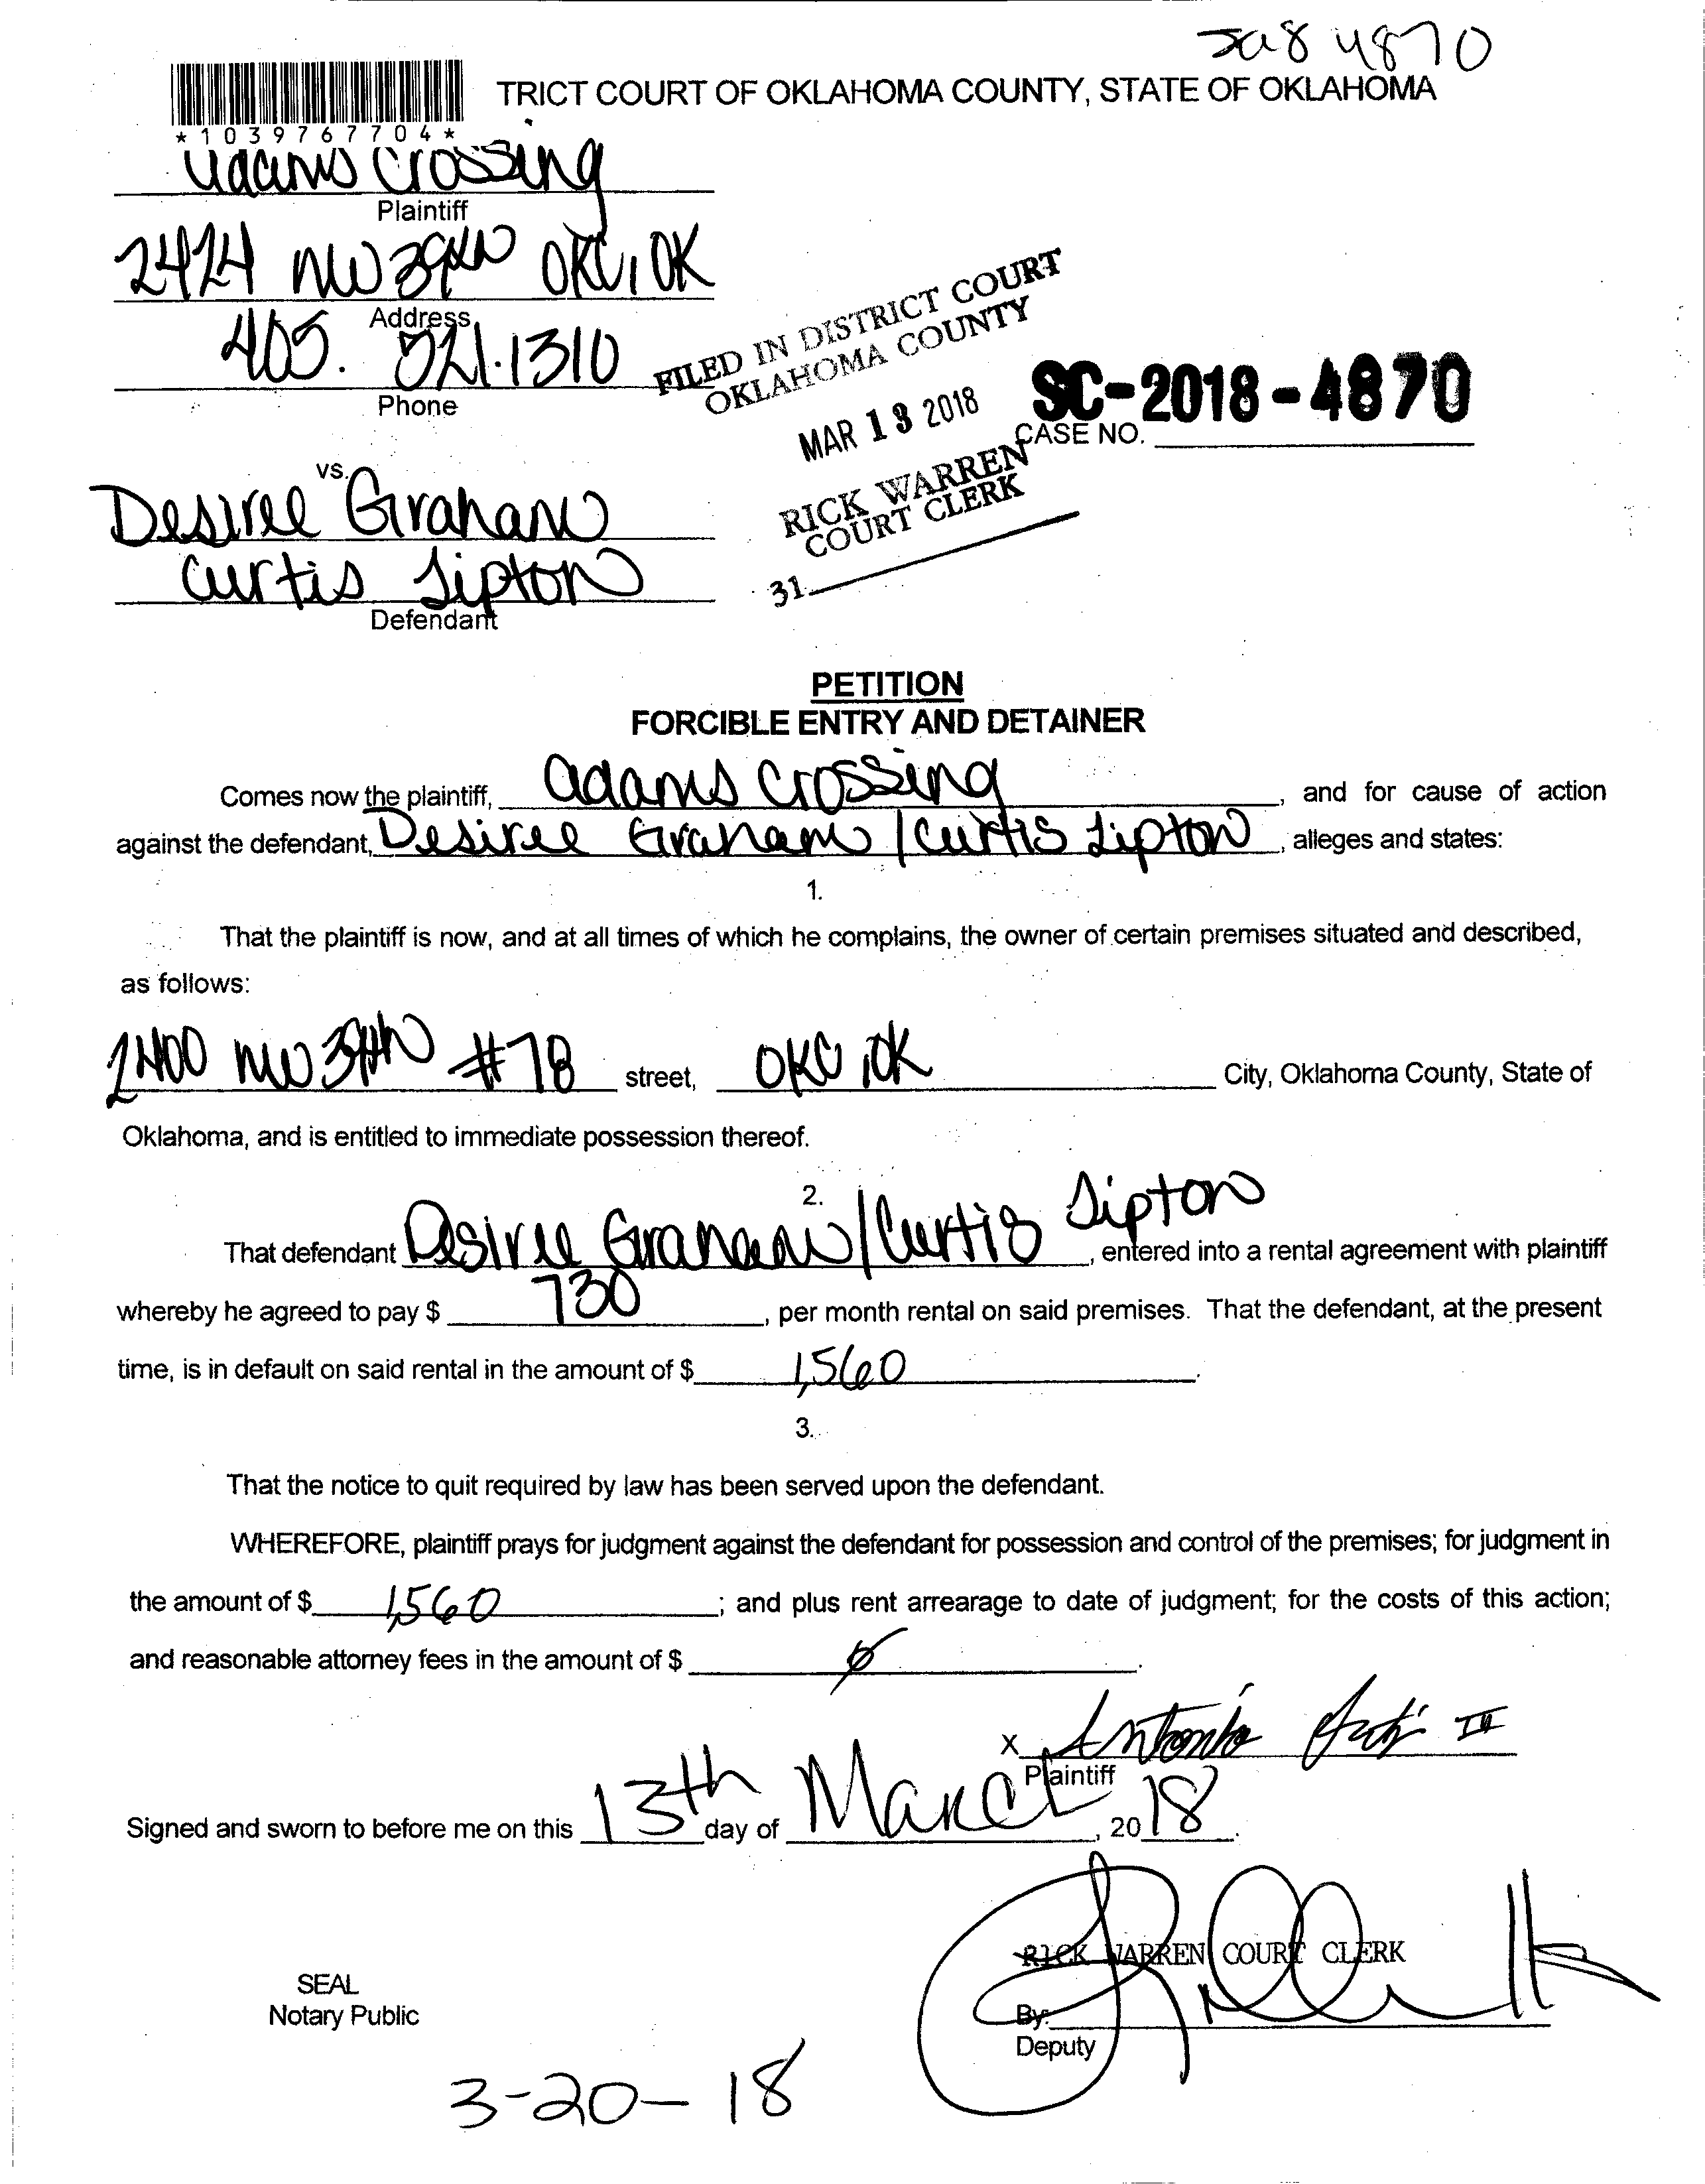 SC18 4870
TRICT COURT OF OKLAHOMA COUNTY, STATE OF OKLAHOMA
*1039767704*
adams crossing
Plaintiff
2424 NW 39th OKC, OK
Address
405. 521.1310
Phone
FILED IN DISTRICT COURT
OKLAHOMA COUNTY
MAR 13 2018
RICK WARREN
COURT CLERK
31
SC-2018-4870
CASE NO.
vs.
Desiree Graham
Curtis Lipton
Defendant
PETITION
FORCIBLE ENTRY AND DETAINER
Comes now the plaintiff, adams crossing, and for cause of action
against the defendant, Desiree Graham / Curtis Lipton, alleges and states:
1.
That the plaintiff is now, and at all times of which he complains, the owner of certain premises situated and described,
as follows:
2400 NW 39th #78 street, OKC, OK City, Oklahoma County, State of
Oklahoma, and is entitled to immediate possession thereof.
2.
That defendant Desiree Graham / Curtis Lipton, entered into a rental agreement with plaintiff
whereby he agreed to pay $ 730, per month rental on said premises. That the defendant, at the present
time, is in default on said rental in the amount of $ 1,560.
3.
That the notice to quit required by law has been served upon the defendant.
WHEREFORE, plaintiff prays for judgment against the defendant for possession and control of the premises; for judgment in
the amount of $ 1,560; and plus rent arrearage to date of judgment; for the costs of this action;
and reasonable attorney fees in the amount of $ 0.
X Antonio III
Plaintiff
Signed and sworn to before me on this 13th day of March, 2018.
RICK WARREN COURT CLERK
SEAL
Notary Public
By:
Deputy
3-20-18